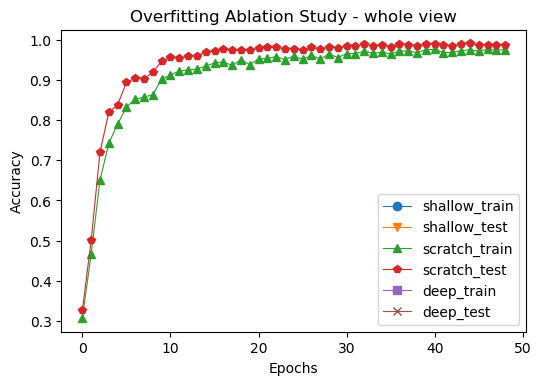 Overfitting Ablation Study - whole view
1.0
0.9
0.8
0.7
0.6
0.5
0.4
0.3
Accuracy
0
10
20
30
40
50
Epochs
shallow_train
shallow_test
scratch_train
scratch_test
deep_train
deep_test